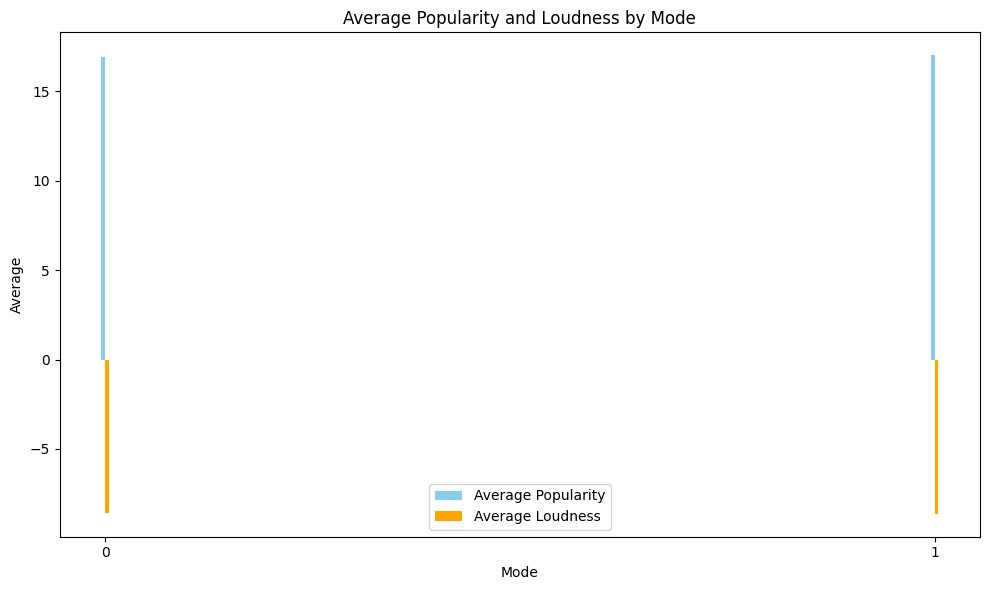 Average Popularity and Loudness by Mode
Average
15
10
5
0
−5
Average Popularity
Average Loudness
0
1
Mode